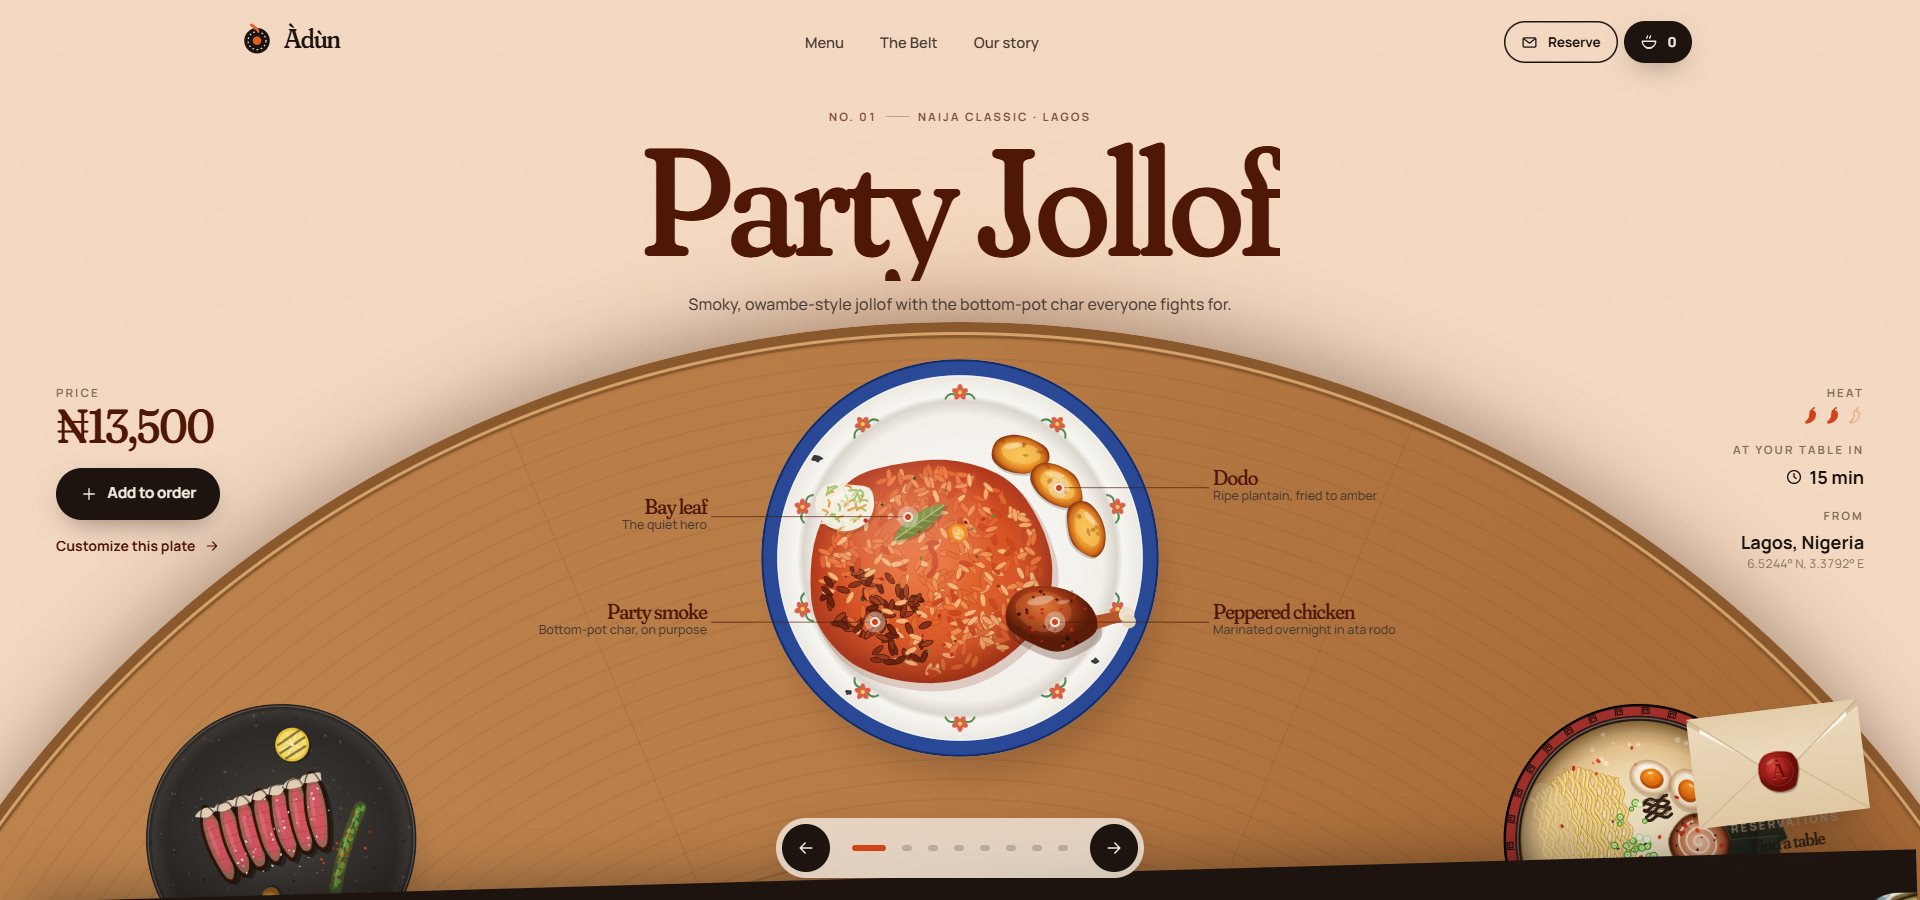 Àdùn
Menu
The Belt
Our story
Reserve
0
NO. 01 — NAIJA CLASSIC · LAGOS
Party Jollof
Smoky, owambe-style jollof with the bottom-pot char everyone fights for.
PRICE
₦13,500
Add to order
Customize this plate
HEAT
AT YOUR TABLE IN
15 min
FROM
Lagos, Nigeria
6.5244° N, 3.3792° E
Bay leaf
The quiet hero
Party smoke
Bottom-pot char, on purpose
Dodo
Ripe plantain, fried to amber
Peppered chicken
Marinated overnight in ata rodo
À
RESERVATIONS
Find a table